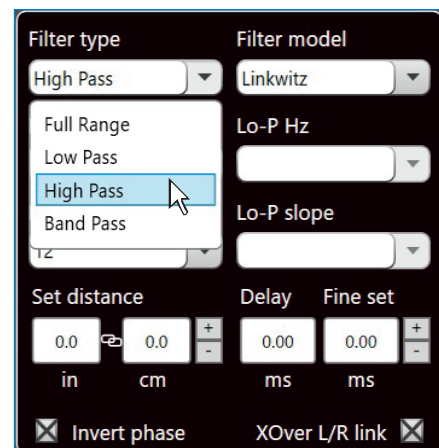 Filter type Filter model
High Pass Linkwitz
Full Range
Low Pass
High Pass
Band Pass
Lo-P Hz
Lo-P slope
12
Set distance Delay Fine set
0.0 0.0 + - 0.00 0.00 + -
in cm ms ms
Invert phase XOver L/R link